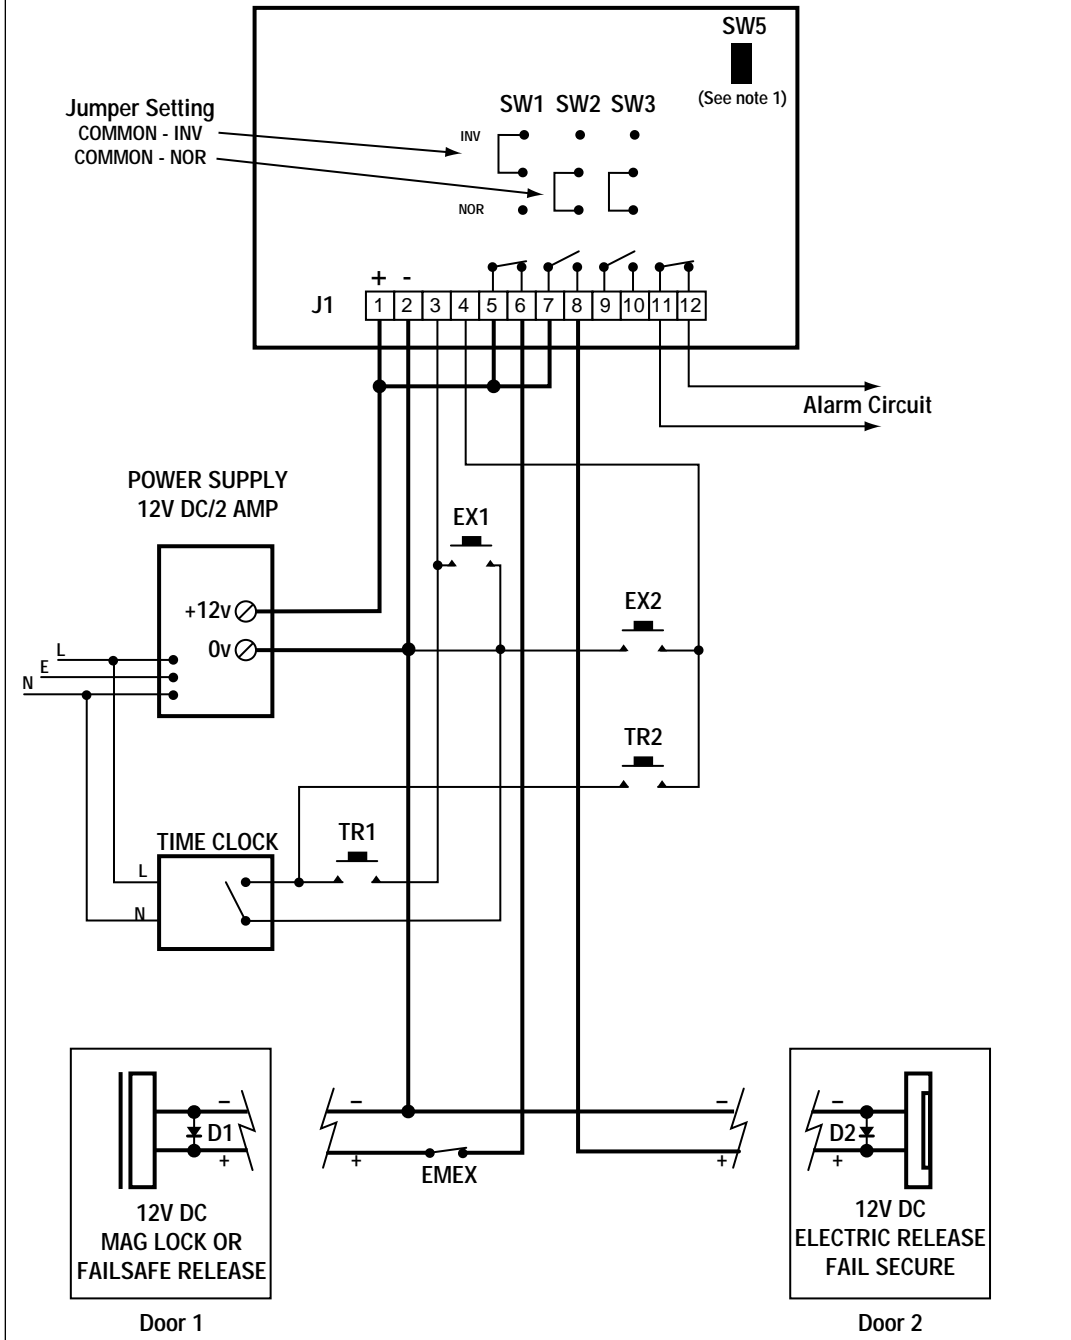 SW5
(See note 1)
Jumper Setting
COMMON - INV
COMMON - NOR
SW1 SW2 SW3
INV
NOR
+ -
J1
1 2 3 4 5 6 7 8 9 10 11 12
Alarm Circuit
POWER SUPPLY
12V DC/2 AMP
EX1
+12v
EX2
0v
L
E
N
TR2
TIME CLOCK
TR1
L
N
– – – –
D1
D2
+ + + +
EMEX
12V DC
MAG LOCK OR
FAILSAFE RELEASE
12V DC
ELECTRIC RELEASE
FAIL SECURE
Door 1
Door 2